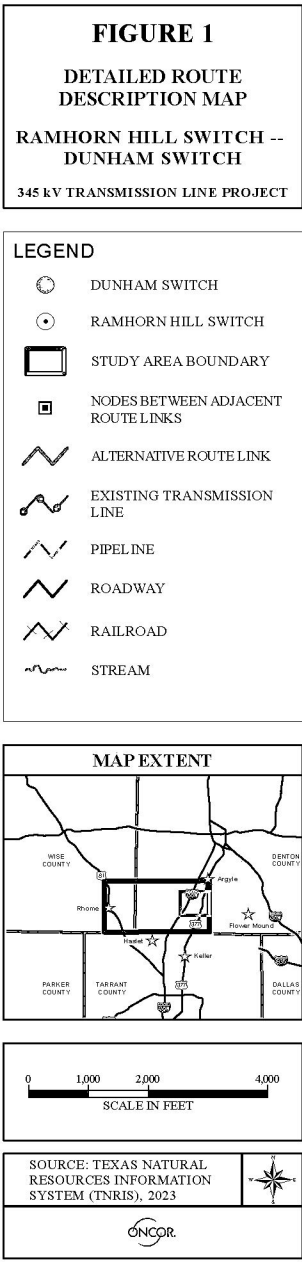 FIGURE 1
DETAILED ROUTE
DESCRIPTION MAP
RAMHORN HILL SWITCH --
DUNHAM SWITCH
345 kV TRANSMISSION LINE PROJECT
LEGEND
DUNHAM SWITCH
RAMHORN HILL SWITCH
STUDY AREA BOUNDARY
NODES BETWEEN ADJACENT
ROUTE LINKS
ALTERNATIVE ROUTE LINK
EXISTING TRANSMISSION
LINE
PIPELINE
ROADWAY
RAILROAD
STREAM
MAP EXTENT
WISE
COUNTY
DENTON
COUNTY
81
Argyle
Rhome
377
Flower Mound
Haslet
Keller
377
PARKER
COUNTY
TARRANT
COUNTY
DALLAS
COUNTY
0 1,000 2,000 4,000
SCALE IN FEET
SOURCE: TEXAS NATURAL
RESOURCES INFORMATION
SYSTEM (TNRIS), 2023
N
W E
S
ONCOR.